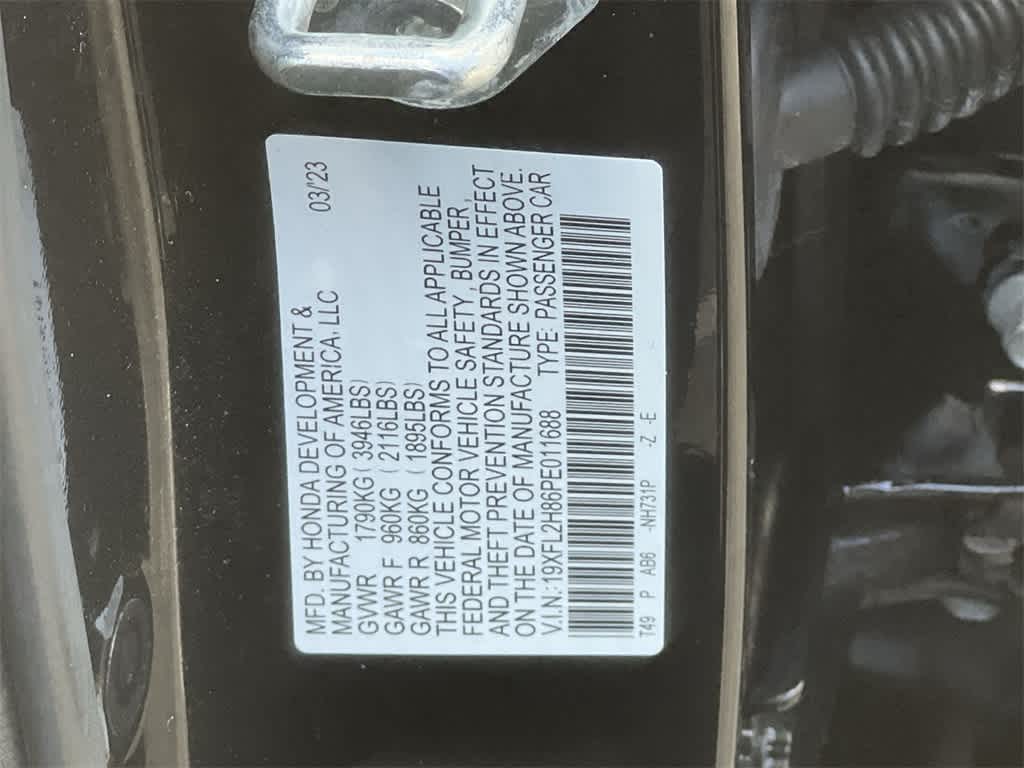 MFD. BY HONDA DEVELOPMENT &
MANUFACTURING OF AMERICA. LLC 03/'23
GVWR 1790KG ( 3946LBS)
GAWR F 960KG ( 2116LBS)
GAWR R 860KG ( 1895LBS)
THIS VEHICLE CONFORMS TO ALL APPLICABLE
FEDERAL MOTOR VEHICLE SAFETY, BUMPER,
AND THEFT PREVENTION STANDARDS IN EFFECT
ON THE DATE OF MANUFACTURE SHOWN ABOVE.
V.I.N.:19XFL2H86PE011688 TYPE: PASSENGER CAR
T49 P AB6 -NH731P -Z -E